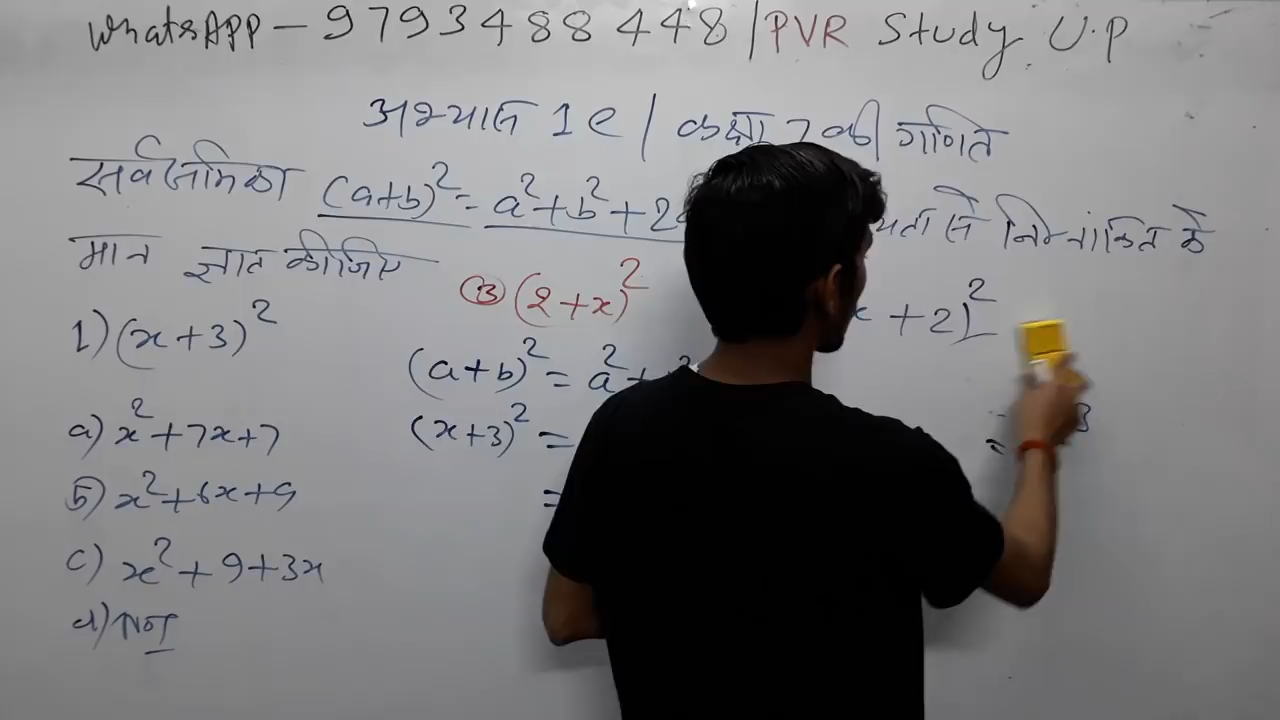 WhatsAPP - 9793488448 / PVR Study U.P
अभ्यास 1e / कक्षा 7 की गणित
सर्वसमिका (a+b)² = a²+b²+2 निम्नांकित के
मान ज्ञात कीजिए
1) (x+3)²
a) x²+7x+7
b) x²+6x+9
c) x²+9+3x
d) NOT
(B) (2+x)²
(a+b)² = a²+
(x+3)² =
=
+2)²
=
3